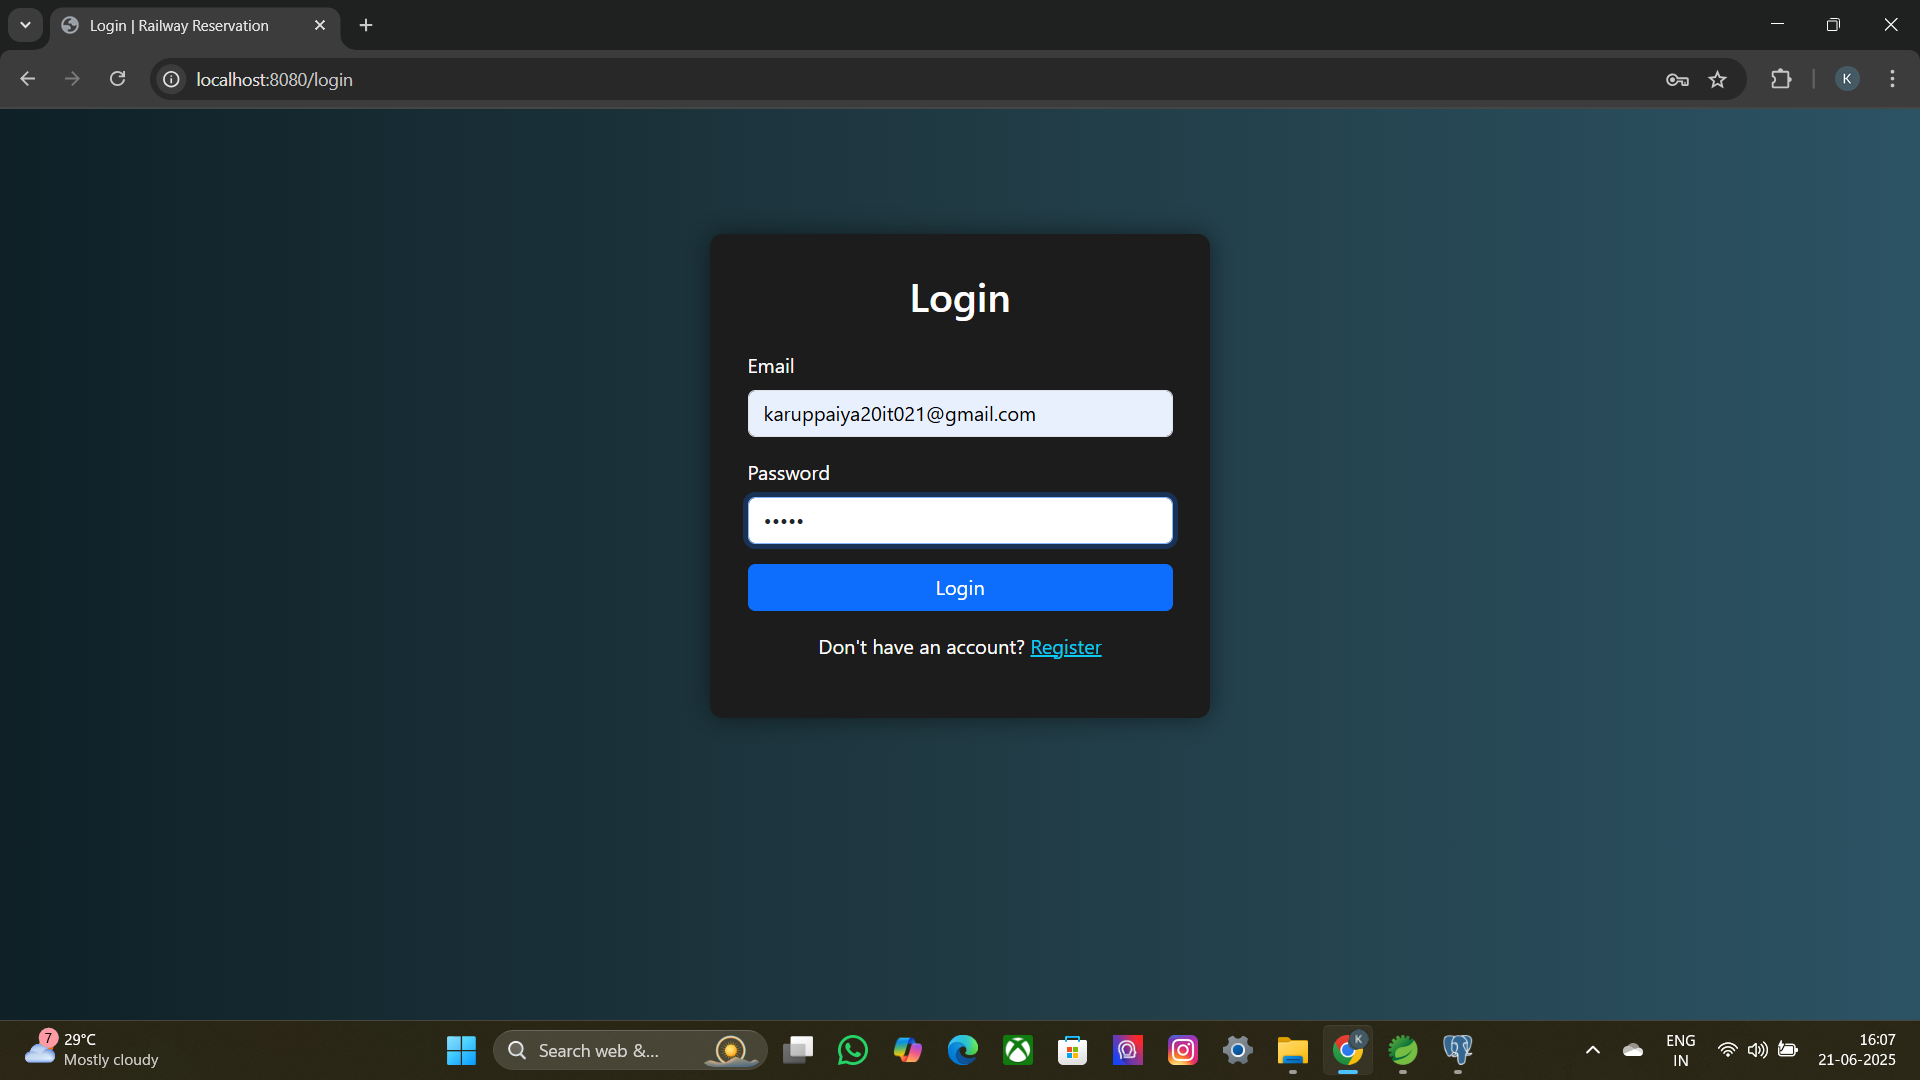 Login | Railway Reservation
localhost:8080/login
K
Login
Email
karuppaiya20it021@gmail.com
Password
•••••
Login
Don't have an account? Register
7
29°C
Mostly cloudy
Search web &...
K
ENG
IN
16:07
21-06-2025